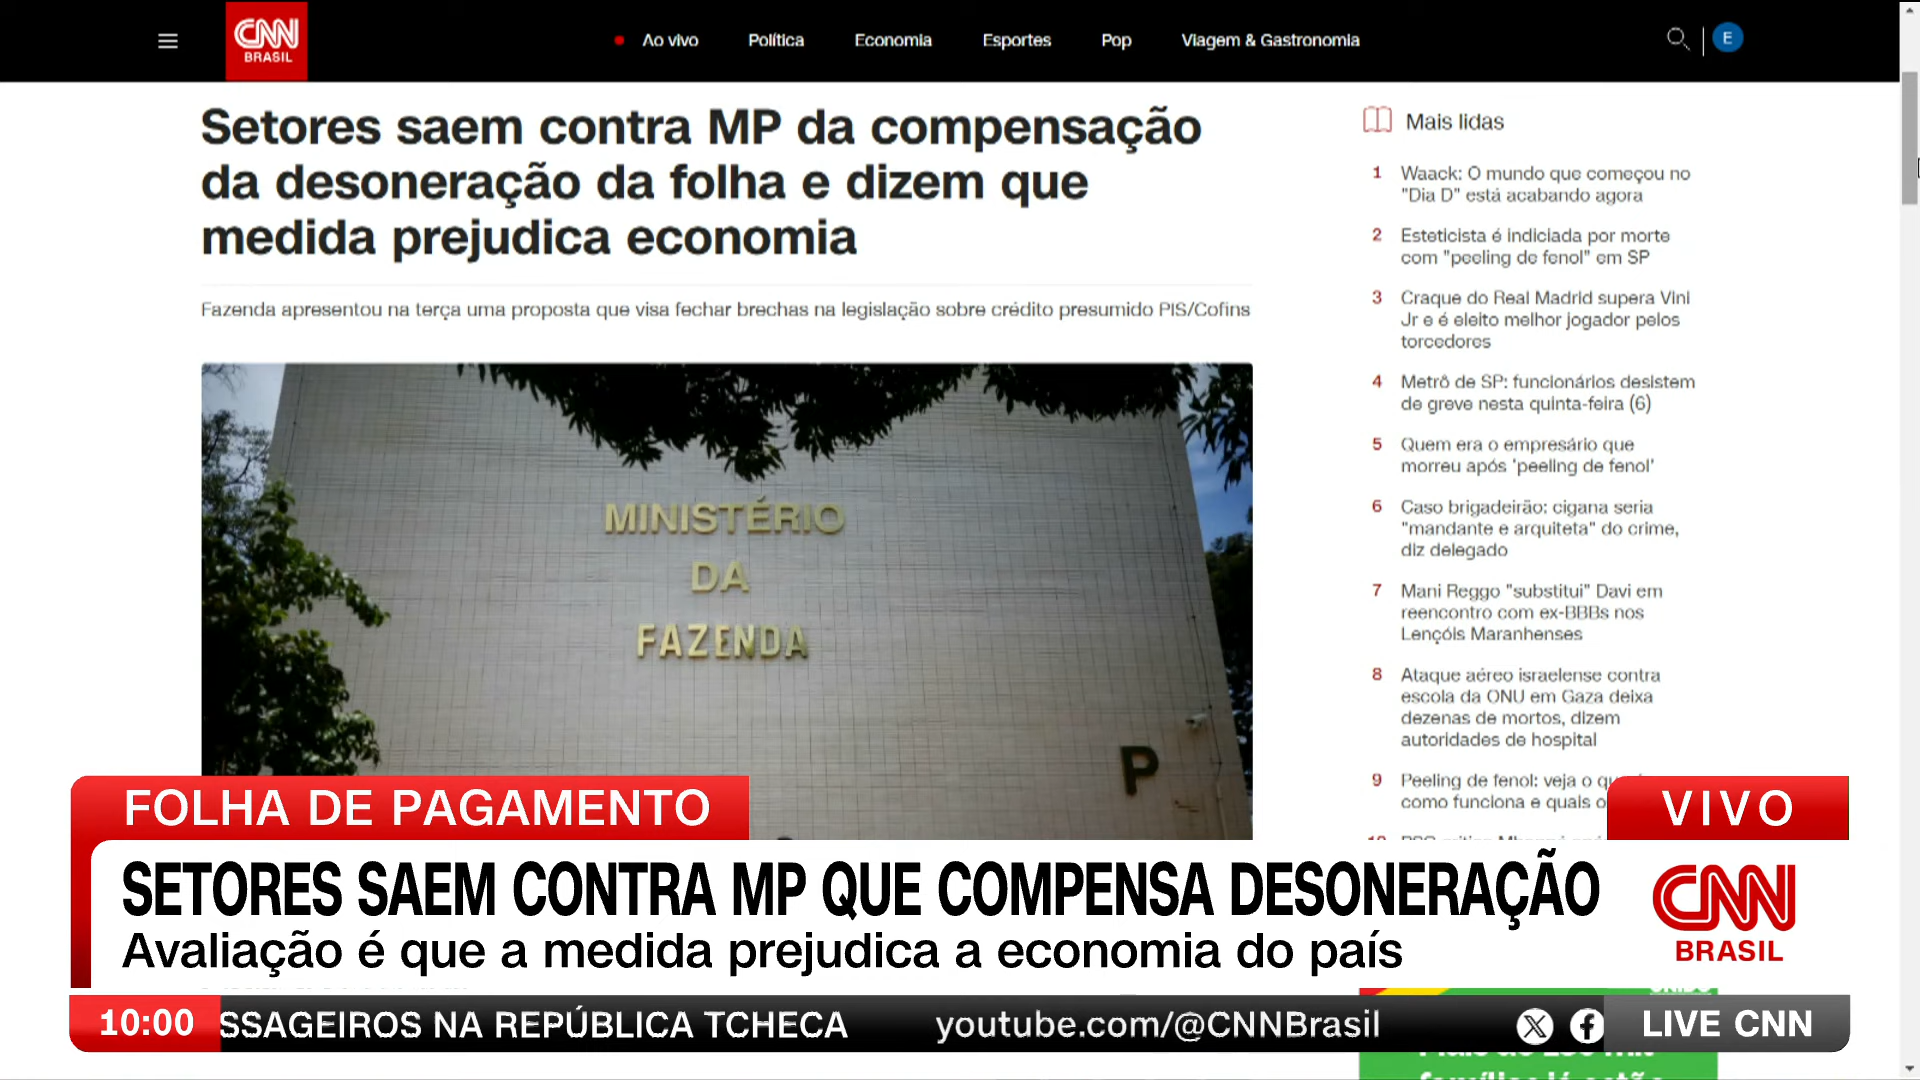 CNN
BRASIL
Ao vivo
Política
Economia
Esportes
Pop
Viagem & Gastronomia
E
Setores saem contra MP da compensação
da desoneração da folha e dizem que
medida prejudica economia
Fazenda apresentou na terça uma proposta que visa fechar brechas na legislação sobre crédito presumido PIS/Cofins
MINISTÉRIO
DA
FAZENDA
P
Mais lidas
1 Waack: O mundo que começou no
"Dia D" está acabando agora
2 Esteticista é indiciada por morte
com "peeling de fenol" em SP
3 Craque do Real Madrid supera Vini
Jr e é eleito melhor jogador pelos
torcedores
4 Metrô de SP: funcionários desistem
de greve nesta quinta-feira (6)
5 Quem era o empresário que
morreu após 'peeling de fenol'
6 Caso brigadeirão: cigana seria
"mandante e arquiteta" do crime,
diz delegado
7 Mani Reggo "substitui" Davi em
reencontro com ex-BBBs nos
Lençóis Maranhenses
8 Ataque aéreo israelense contra
escola da ONU em Gaza deixa
dezenas de mortos, dizem
autoridades de hospital
9 Peeling de fenol: veja o
como funciona e quais
FOLHA DE PAGAMENTO
VIVO
SETORES SAEM CONTRA MP QUE COMPENSA DESONERAÇÃO
Avaliação é que a medida prejudica a economia do país
CNN
BRASIL
10:00
SSAGEIROS NA REPÚBLICA TCHECA
youtube.com/@CNNBrasil
LIVE CNN